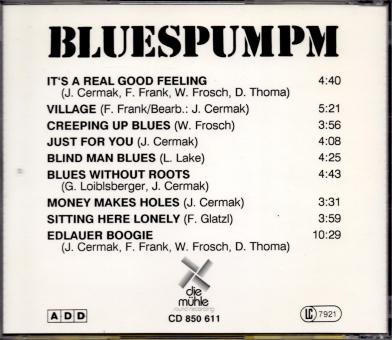 BLUESPUMPM
IT'S A REAL GOOD FEELING 4:40
(J. Cermak, F. Frank, W. Frosch, D. Thoma)
VILLAGE (F. Frank/Bearb.: J. Cermak) 5:21
CREEPING UP BLUES (W. Frosch) 3:56
JUST FOR YOU (J. Cermak) 4:08
BLIND MAN BLUES (L. Lake) 4:25
BLUES WITHOUT ROOTS 4:43
(G. Loiblsberger, J. Cermak)
MONEY MAKES HOLES (J. Cermak) 3:31
SITTING HERE LONELY (F. Glatzl) 3:59
EDLAUER BOOGIE 10:29
(J. Cermak, F. Frank, W. Frosch, D. Thoma)
die
mühle
sound recording
ADD
CD 850 611
LC 7921